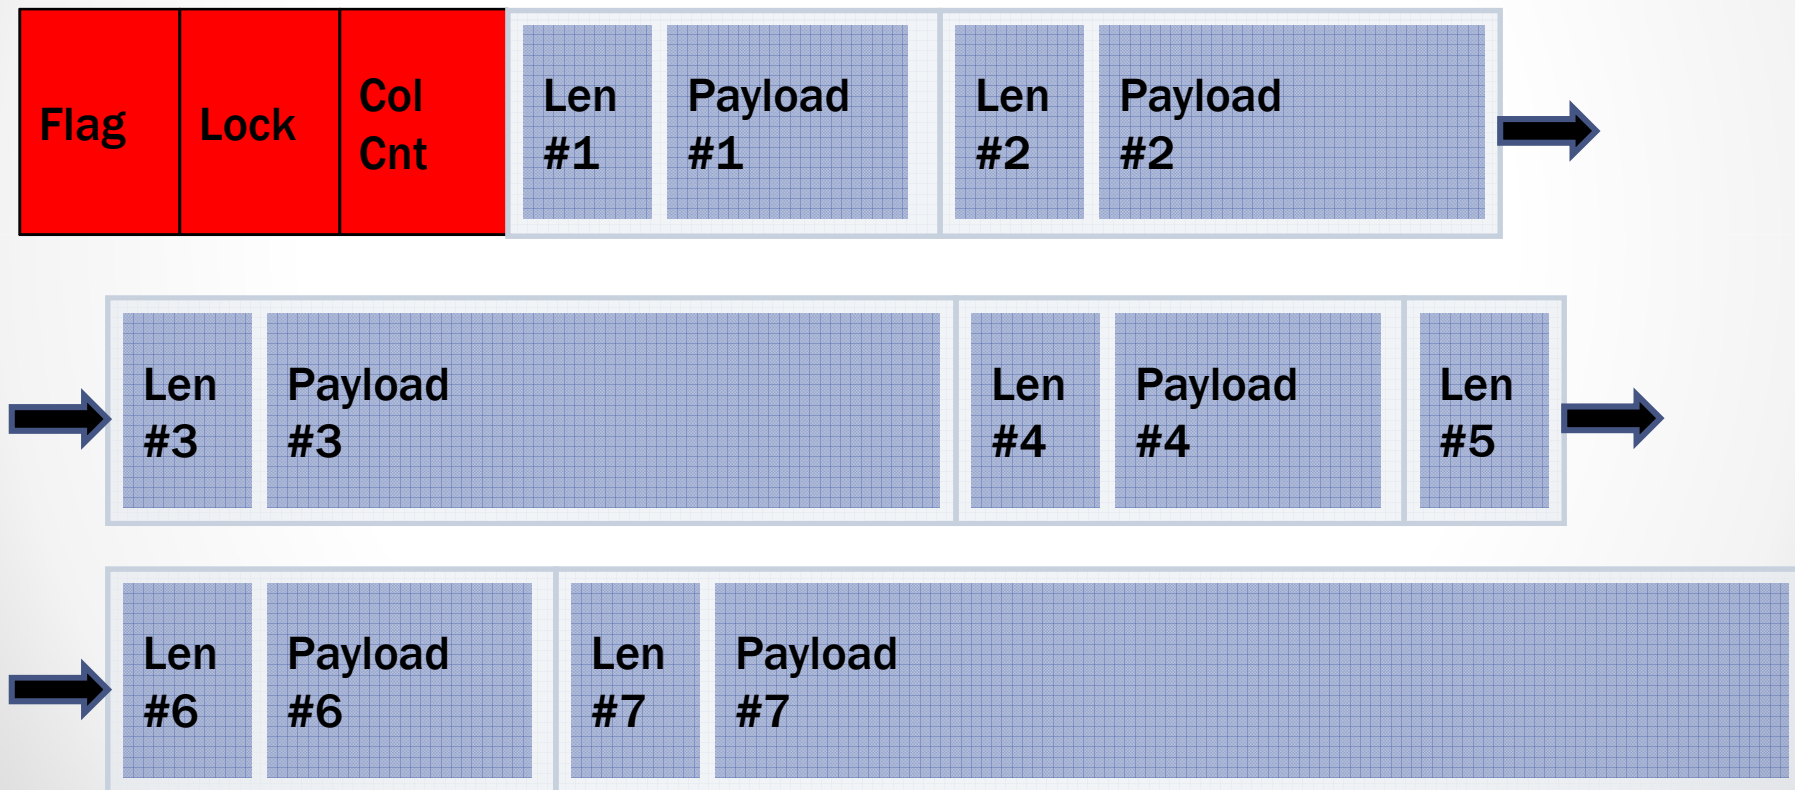 Flag
Lock
Col
Cnt
Len
#1
Payload
#1
Len
#2
Payload
#2
Len
#3
Payload
#3
Len
#4
Payload
#4
Len
#5
Len
#6
Payload
#6
Len
#7
Payload
#7